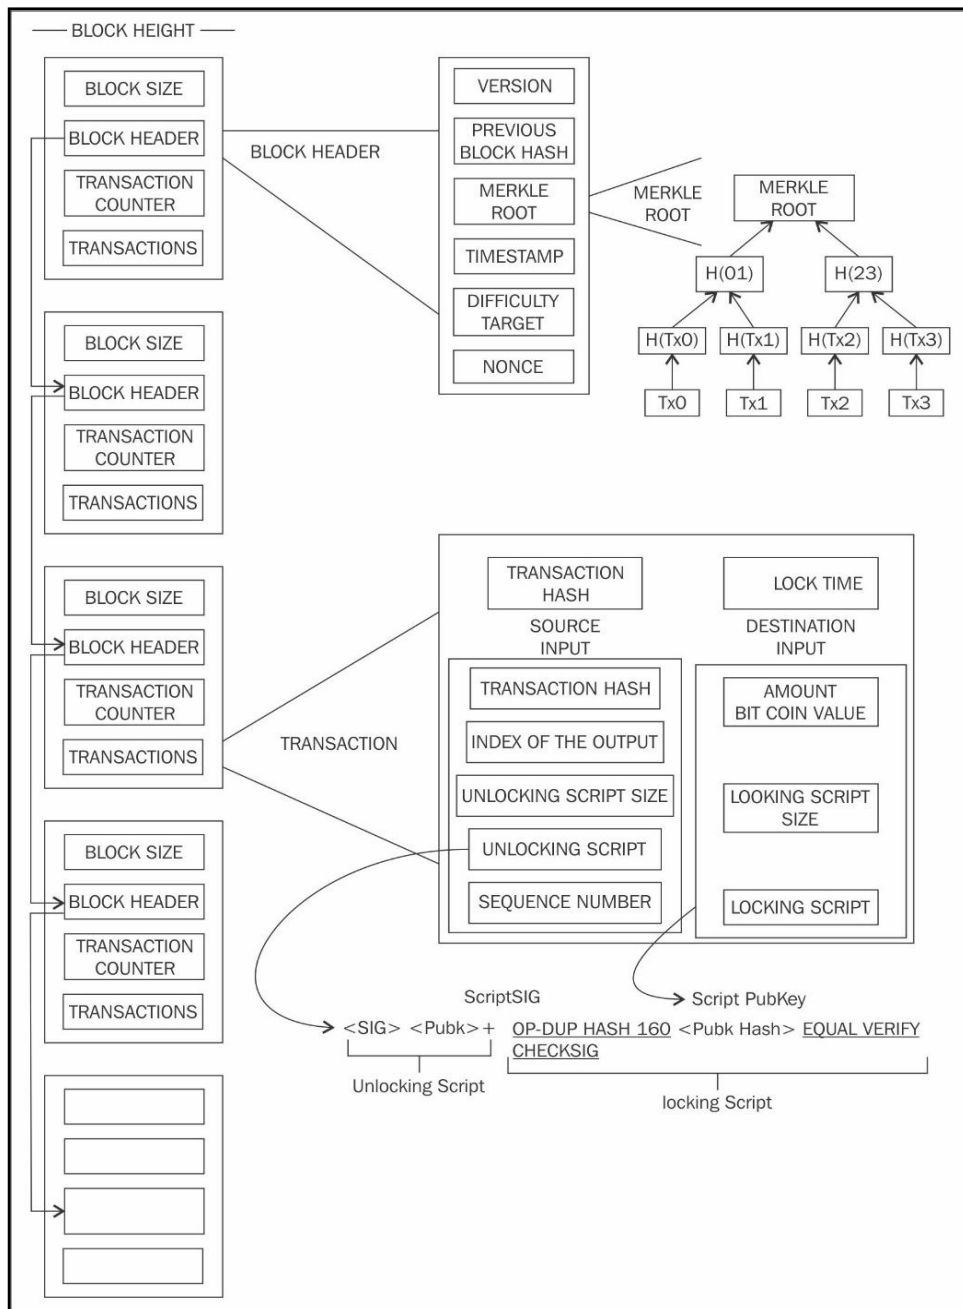 BLOCK HEIGHT
BLOCK SIZE
BLOCK HEADER
TRANSACTION
COUNTER
TRANSACTIONS
BLOCK HEADER
VERSION
PREVIOUS
BLOCK HASH
MERKLE
ROOT
TIMESTAMP
DIFFICULTY
TARGET
NONCE
MERKLE
ROOT
MERKLE
ROOT
H(01)
H(23)
H(Tx0)
H(Tx1)
H(Tx2)
H(Tx3)
Tx0
Tx1
Tx2
Tx3
BLOCK SIZE
BLOCK HEADER
TRANSACTION
COUNTER
TRANSACTIONS
BLOCK SIZE
BLOCK HEADER
TRANSACTION
COUNTER
TRANSACTIONS
TRANSACTION
TRANSACTION
HASH
LOCK TIME
SOURCE
INPUT
TRANSACTION HASH
INDEX OF THE OUTPUT
UNLOCKING SCRIPT SIZE
UNLOCKING SCRIPT
SEQUENCE NUMBER
DESTINATION
INPUT
AMOUNT
BIT COIN VALUE
LOOKING SCRIPT
SIZE
LOCKING SCRIPT
BLOCK SIZE
BLOCK HEADER
TRANSACTION
COUNTER
TRANSACTIONS
ScriptSIG
Script PubKey
<SIG> <Pubk>+ OP-DUP HASH 160 <Pubk Hash> EQUAL VERIFY
CHECKSIG
Unlocking Script
locking Script